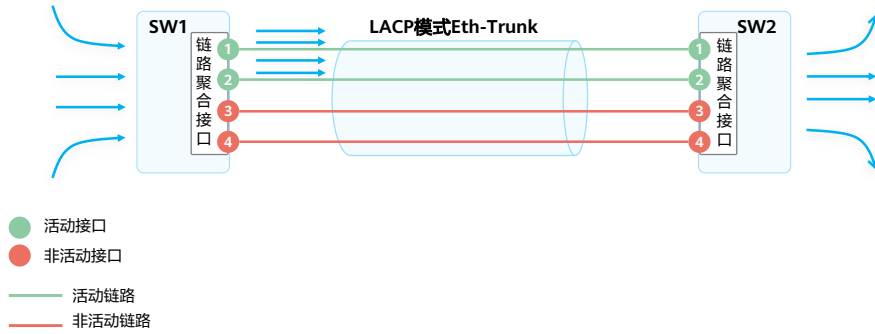 SW1
LACP模式Eth-Trunk
SW2
链路聚合接口
1
2
3
4
1
2
3
4
链路聚合接口
活动接口
非活动接口
活动链路
非活动链路